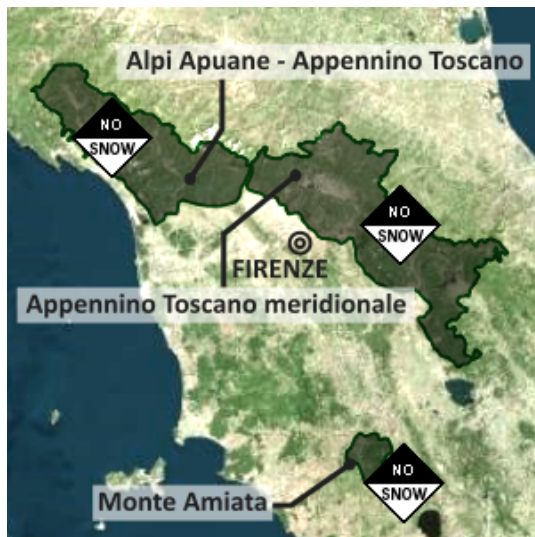 Alpi Apuane - Appennino Toscano
NO
SNOW
NO
SNOW
FIRENZE
Appennino Toscano meridionale
NO
SNOW
Monte Amiata